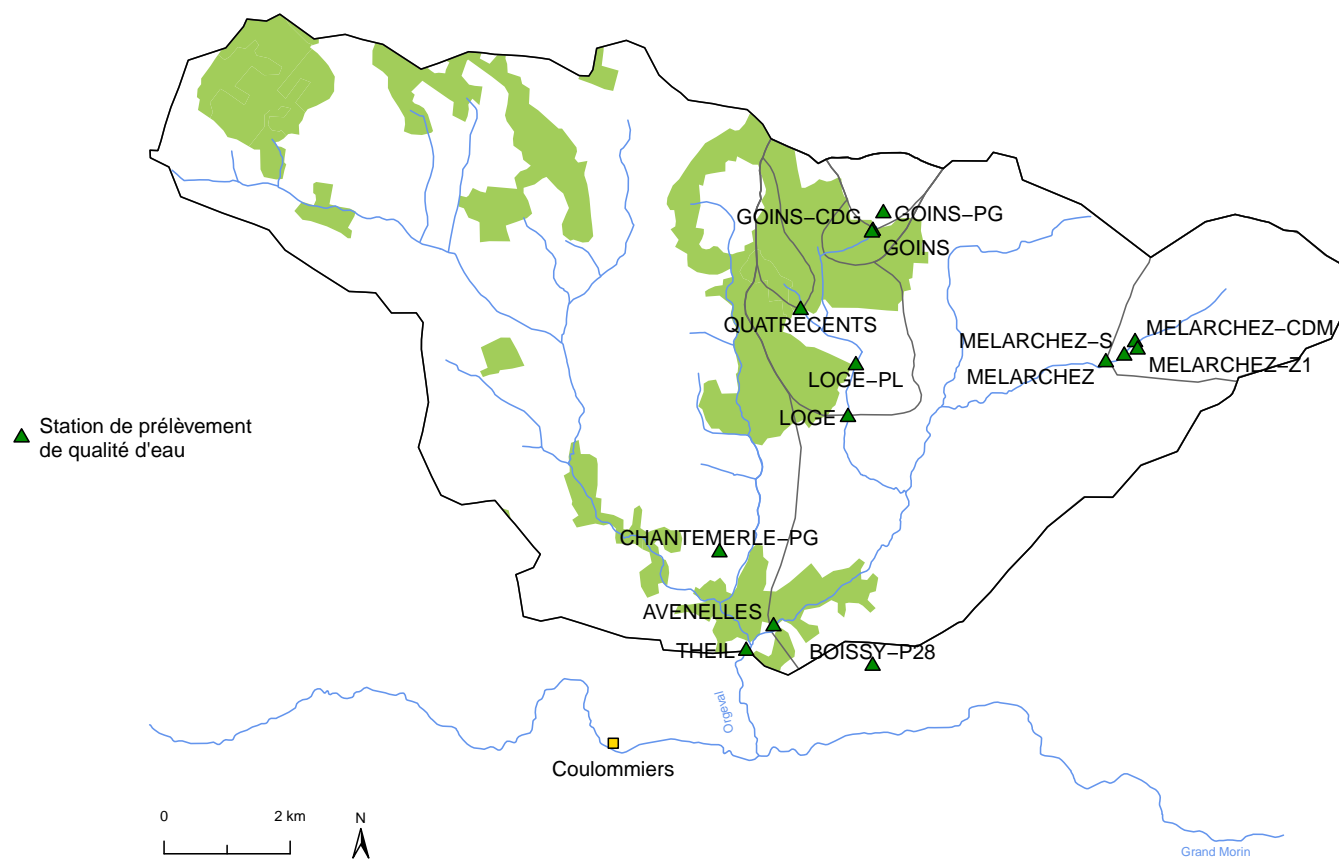 GOINS−CDG
GOINS−PG
GOINS
QUATRECENTS
MELARCHEZ−CDM
MELARCHEZ−S
MELARCHEZ−Z1
MELARCHEZ
LOGE−PL
LOGE
Station de prélèvement
de qualité d'eau
CHANTEMERLE−PG
AVENELLES
THEIL
BOISSY−P28
Orgeval
Coulommiers
0
2 km
N
Grand Morin